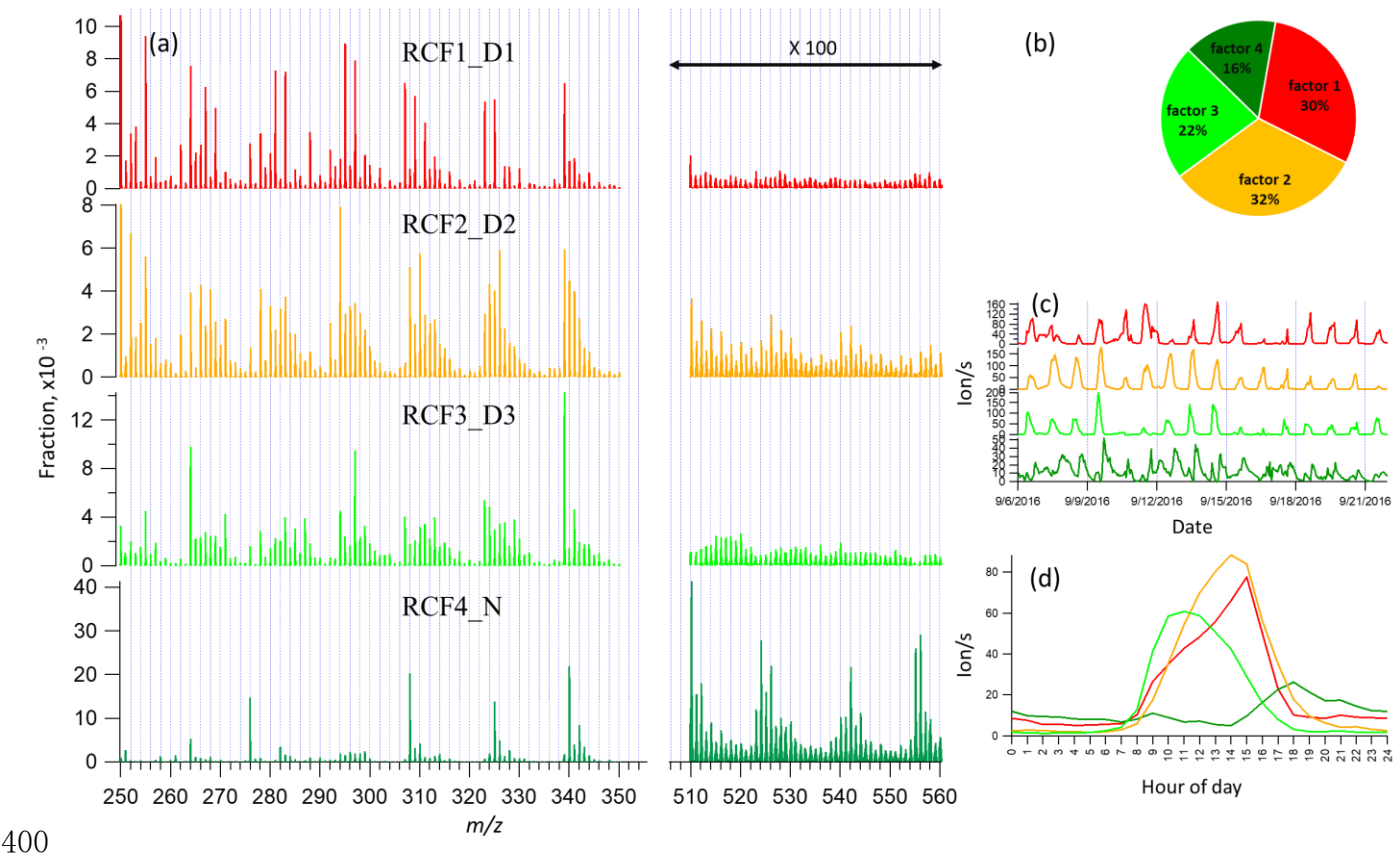 (a)
RCF1_D1
X 100
10
8
6
4
2
0
RCF2_D2
8
6
4
2
0
RCF3_D3
12
8
4
0
RCF4_N
40
30
20
10
0
Fraction, x10⁻³
250 260 270 280 290 300 310 320 330 340 350 510 520 530 540 550 560
m/z
(b)
factor 4
16%
factor 1
30%
factor 3
22%
factor 2
32%
(c)
160
120
80
40
0
150
100
50
0
200
150
100
50
0
50
40
30
20
10
0
Ion/s
9/6/2016 9/9/2016 9/12/2016 9/15/2016 9/18/2016 9/21/2016
Date
(d)
80
60
40
20
0
Ion/s
0 1 2 3 4 5 6 7 8 9 10 11 12 13 14 15 16 17 18 19 20 21 22 23 24
Hour of day
400